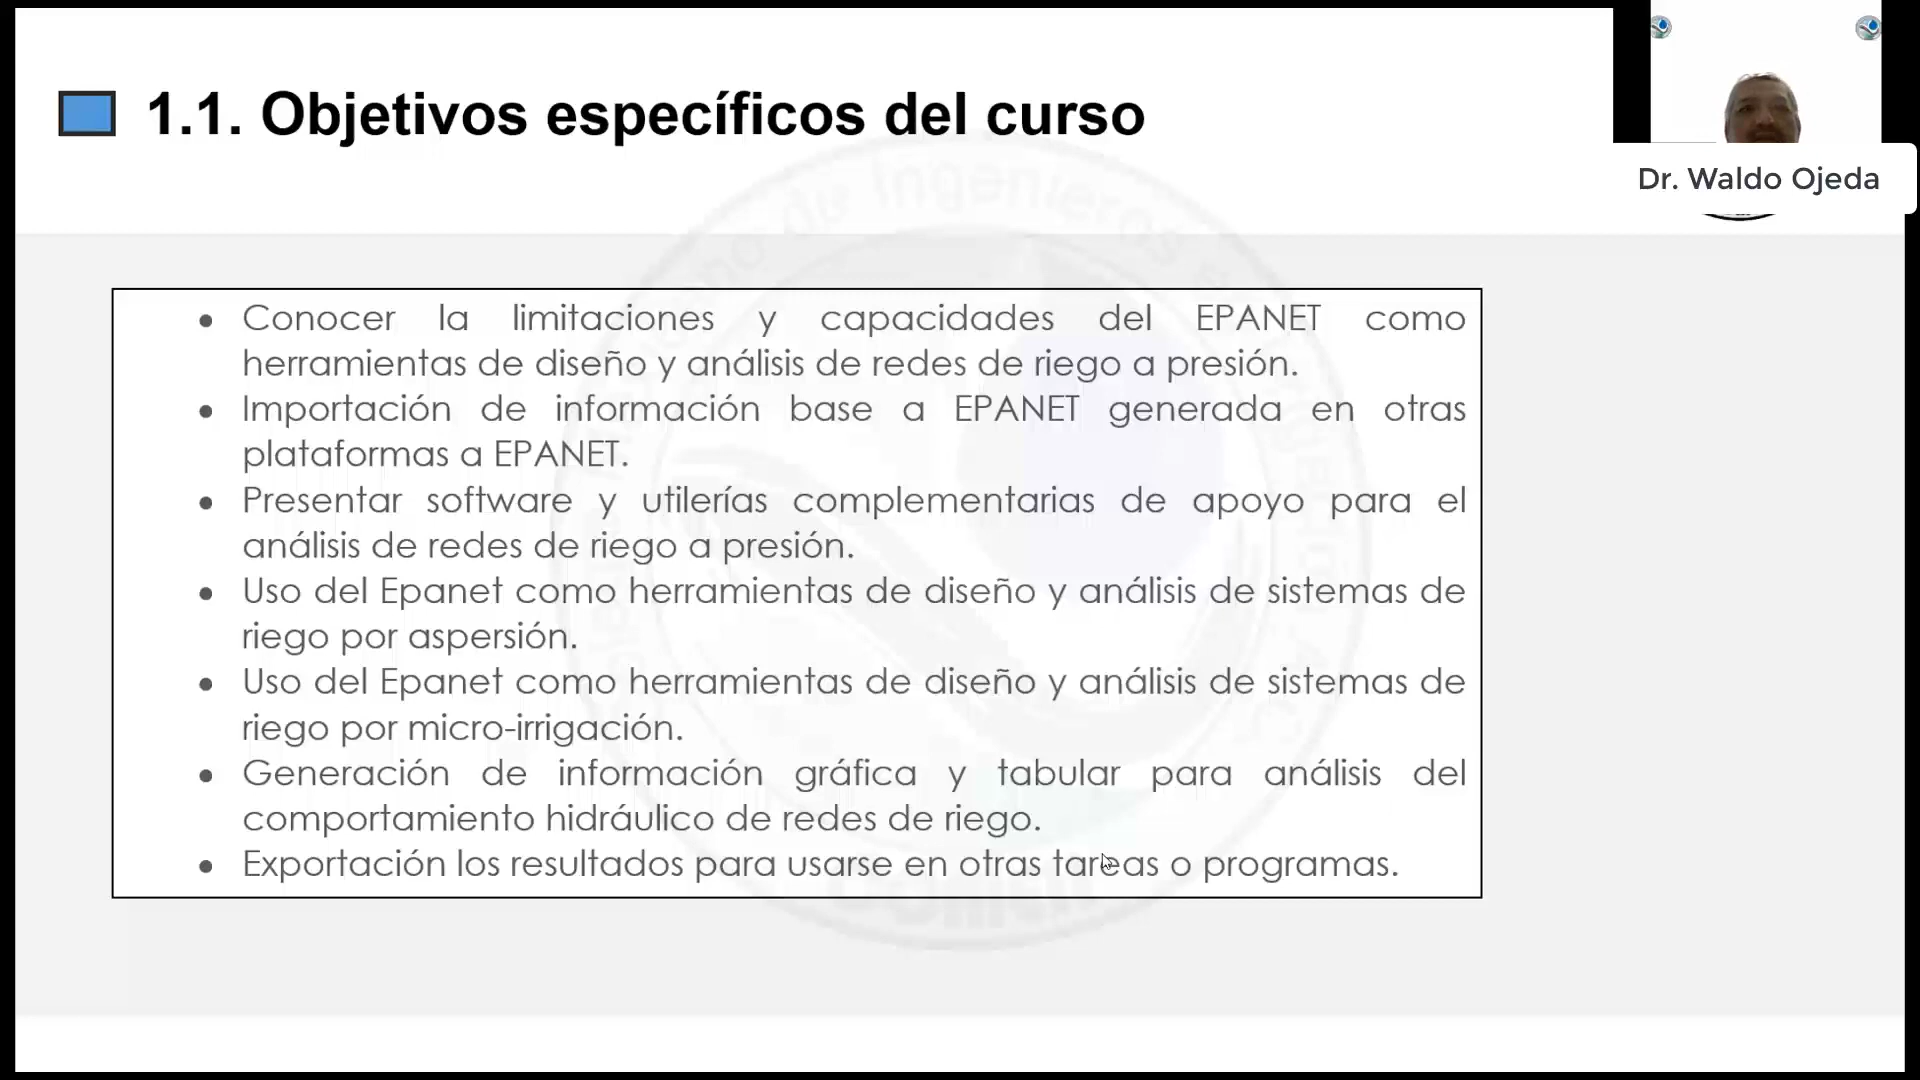 1.1. Objetivos específicos del curso
Dr. Waldo Ojeda
• Conocer la limitaciones y capacidades del EPANET como
herramientas de diseño y análisis de redes de riego a presión.
• Importación de información base a EPANET generada en otras
plataformas a EPANET.
• Presentar software y utilerías complementarias de apoyo para el
análisis de redes de riego a presión.
• Uso del Epanet como herramientas de diseño y análisis de sistemas de
riego por aspersión.
• Uso del Epanet como herramientas de diseño y análisis de sistemas de
riego por micro-irrigación.
• Generación de información gráfica y tabular para análisis del
comportamiento hidráulico de redes de riego.
• Exportación los resultados para usarse en otras tareas o programas.